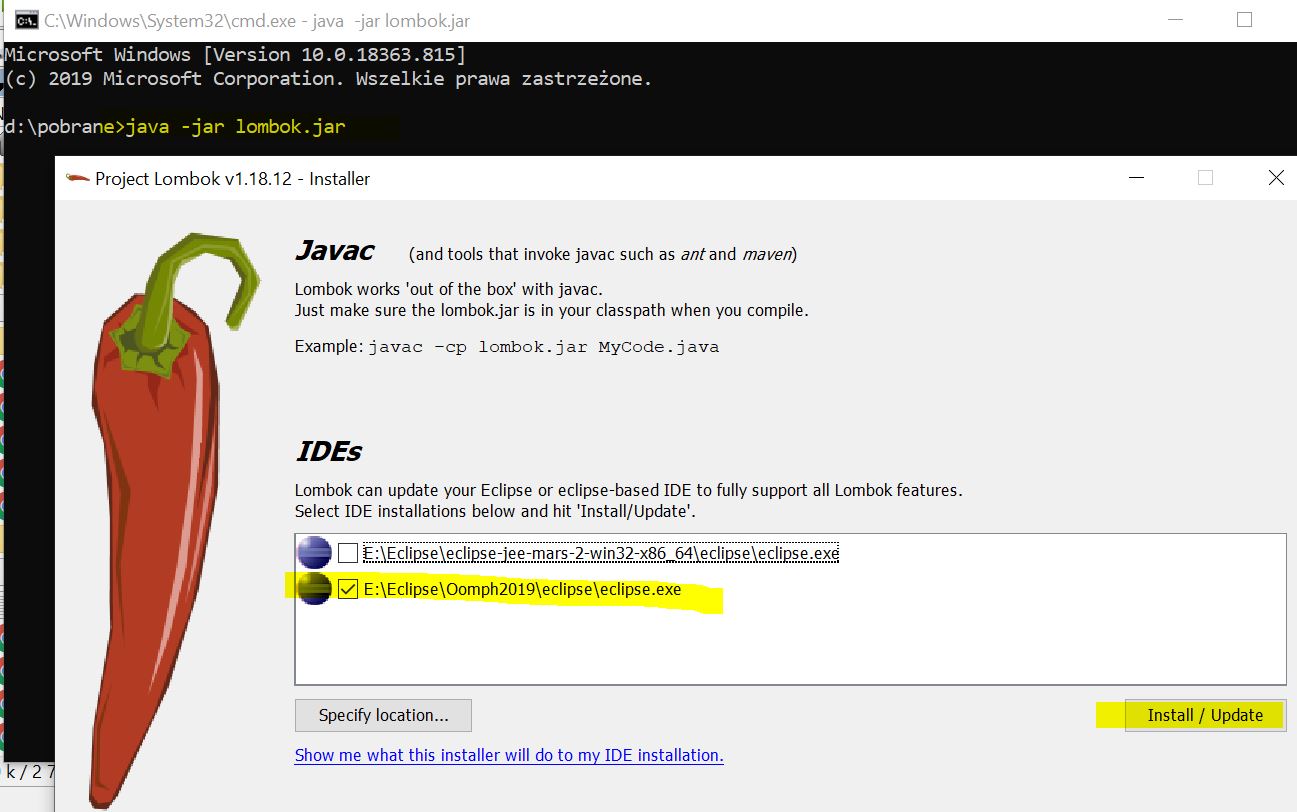 C:\Windows\System32\cmd.exe - java -jar lombok.jar
Microsoft Windows [Version 10.0.18363.815]
(c) 2019 Microsoft Corporation. Wszelkie prawa zastrzeżone.
d:\pobrane>java -jar lombok.jar
Project Lombok v1.18.12 - Installer
Javac (and tools that invoke javac such as ant and maven)
Lombok works 'out of the box' with javac.
Just make sure the lombok.jar is in your classpath when you compile.
Example: javac -cp lombok.jar MyCode.java
IDEs
Lombok can update your Eclipse or eclipse-based IDE to fully support all Lombok features.
Select IDE installations below and hit 'Install/Update'.
E:\Eclipse\eclipse-jee-mars-2-win32-x86_64\eclipse\eclipse.exe
E:\Eclipse\Oomph2019\eclipse\eclipse.exe
Specify location... Install / Update
Show me what this installer will do to my IDE installation.
k / 2 7